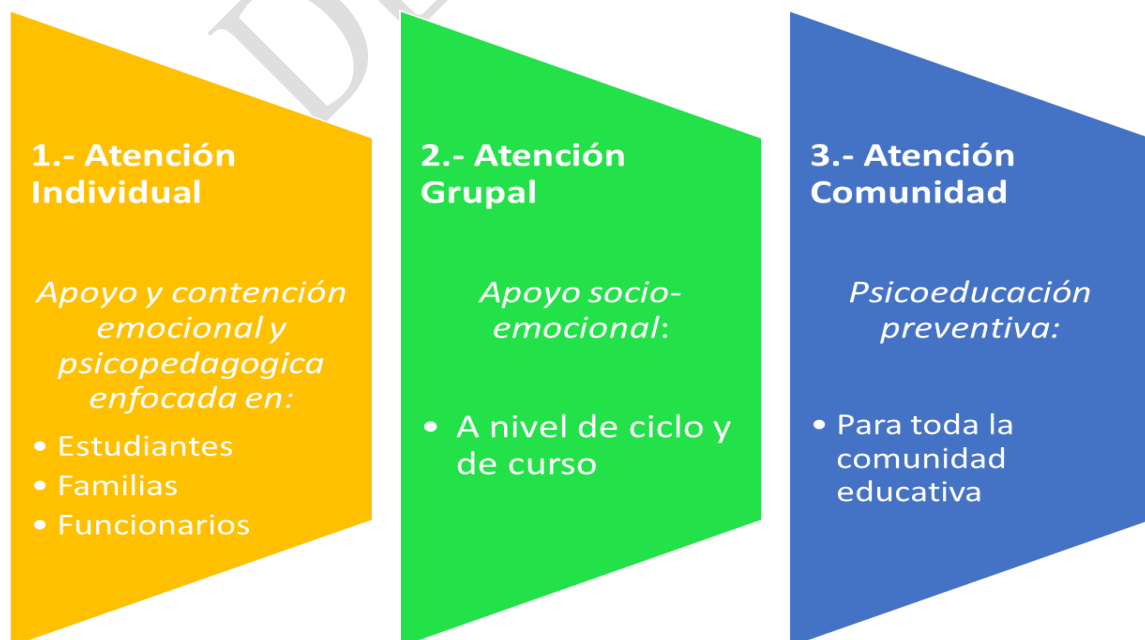 1.- Atención
Individual
Apoyo y contención
emocional y
psicopedagogica
enfocada en:
• Estudiantes
• Familias
• Funcionarios
2.- Atención
Grupal
Apoyo socio-
emocional:
• A nivel de ciclo y
de curso
3.- Atención
Comunidad
Psicoeducación
preventiva:
• Para toda la
comunidad
educativa